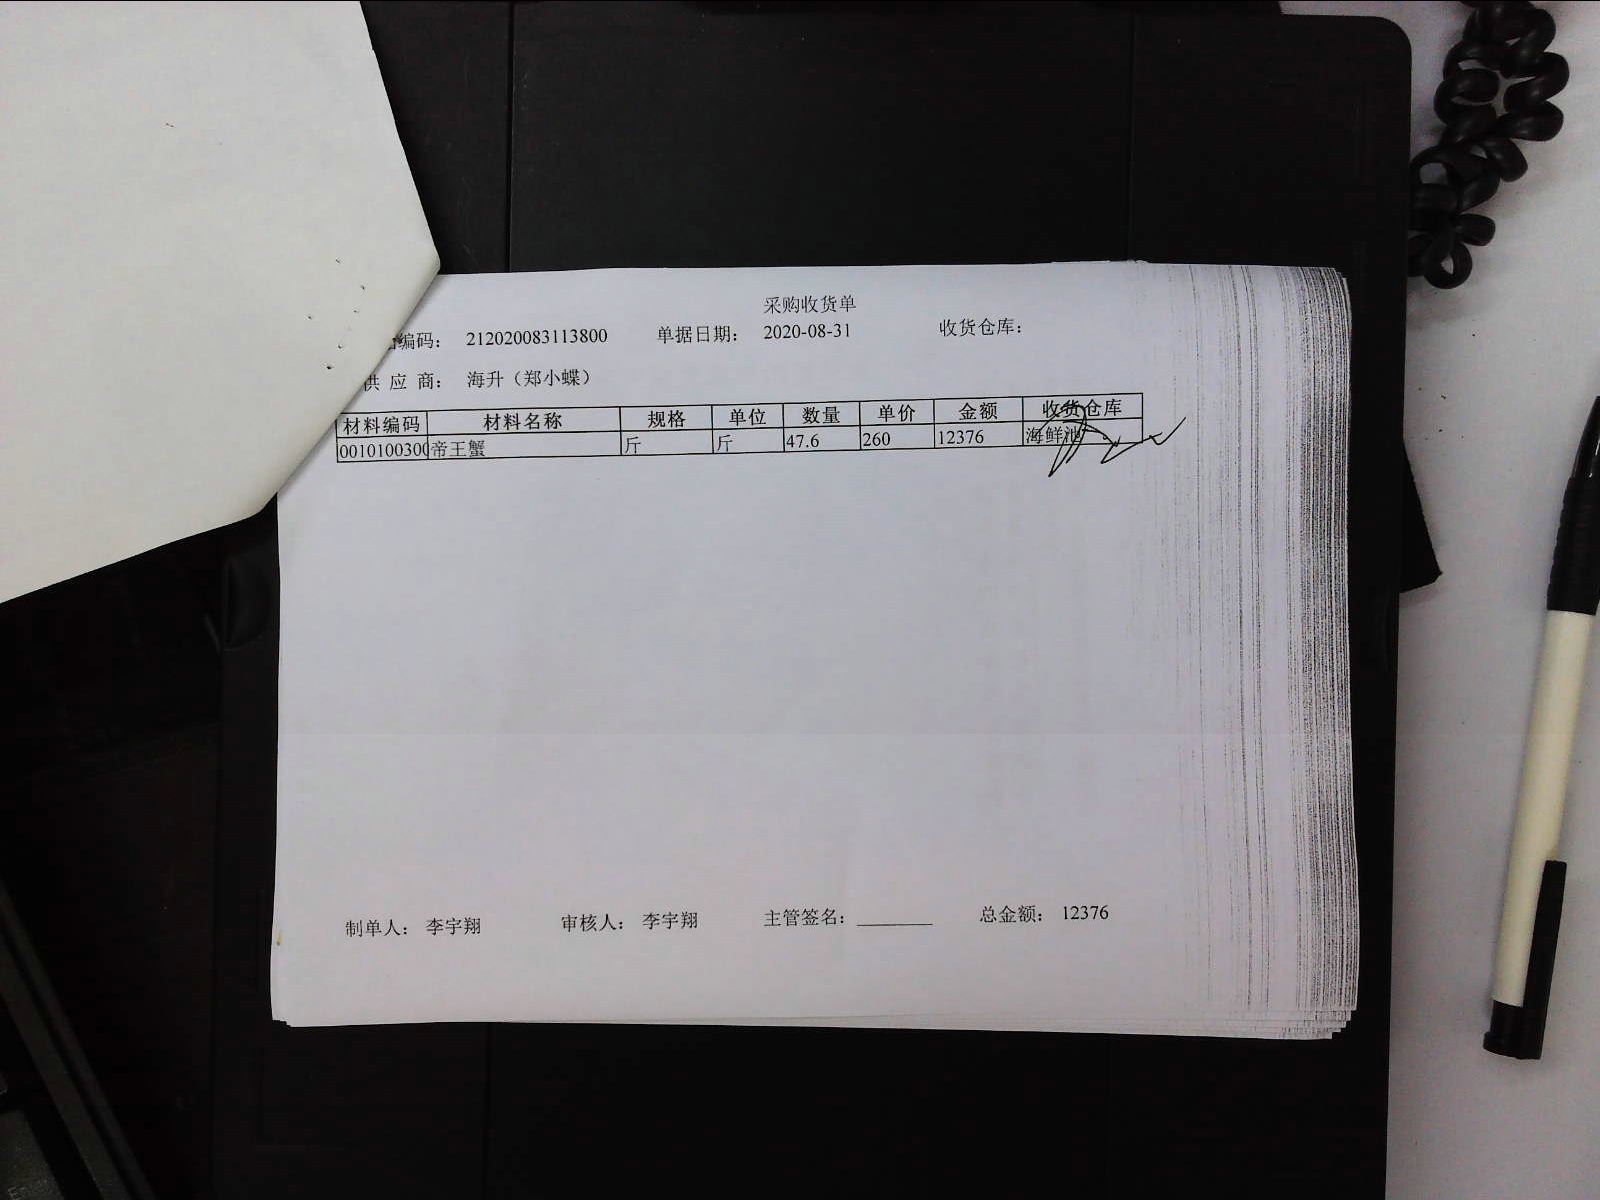 采购收货单
编码： 212020083113800 单据日期： 2020-08-31 收货仓库：
供 应 商： 海升（郑小蝶）
材料编码 材料名称 规格 单位 数量 单价 金额 收货仓库
0010100300 帝王蟹 斤 斤 47.6 260 12376 海鲜池
制单人： 李宇翔 审核人： 李宇翔 主管签名： 总金额： 12376